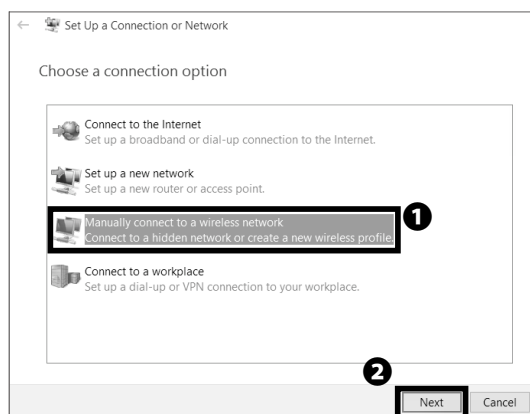 Set Up a Connection or Network
Choose a connection option
Connect to the Internet
Set up a broadband or dial-up connection to the Internet.
Set up a new network
Set up a new router or access point.
Manually connect to a wireless network
Connect to a hidden network or create a new wireless profile.
1
Connect to a workplace
Set up a dial-up or VPN connection to your workplace.
2
Next
Cancel